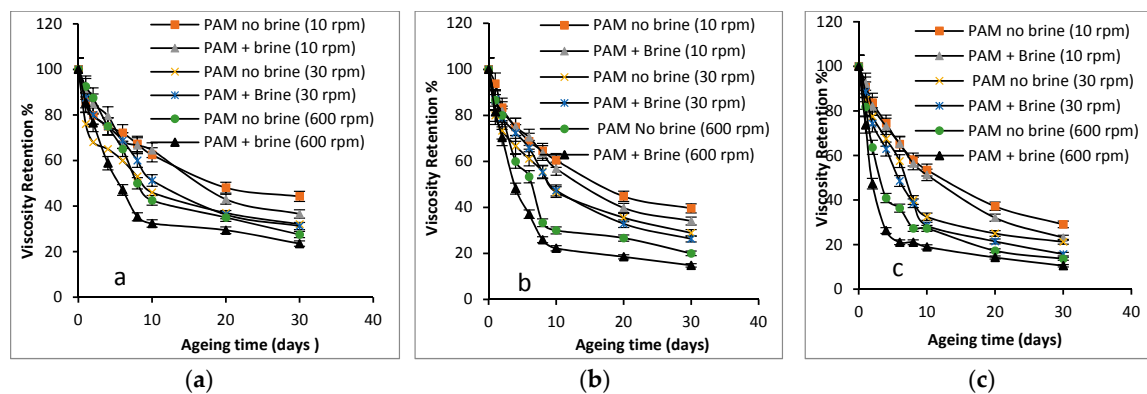 120
100
80
60
40
20
0
0
10
20
30
40
Viscosity Retention %
Ageing time (days )
PAM no brine (10 rpm)
PAM + brine (10 rpm)
PAM no brine (30 rpm)
PAM + Brine (30 rpm)
PAM no Brine (600 rpm)
PAM + brine (600 rpm)
a
(a)
120
100
80
60
40
20
0
0
10
20
30
40
Viscosity Retention %
Ageing time (days)
PAM no brine (10 rpm)
PAM + Brine (10 rpm)
PAM no brine (30 rpm)
PAM + Brine (30 rpm)
PAM No brine (600 rpm)
PAM + Brine (600 rpm)
b
(b)
120
100
80
60
40
20
0
0
10
20
30
40
Viscosity Retention %
Ageing time (days)
PAM no brine (10 rpm)
PAM + Brine (10 rpm)
PAM no brine (30 rpm)
PAM + Brine (30 rpm)
PAM no brine (600 rpm)
PAM + Brine (600 rpm)
c
(c)